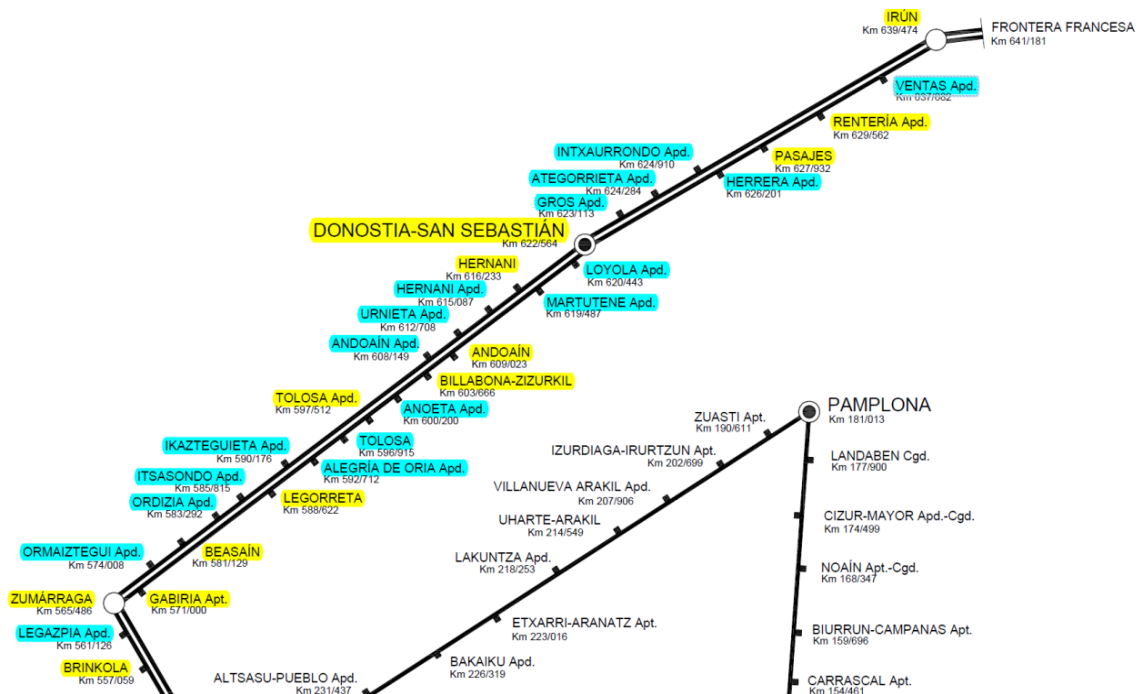 IRÚN
Km 639/474
FRONTERA FRANCESA
Km 641/181
VENTAS Apd.
Km 637/682
RENTERÍA Apd.
Km 629/562
PASAJES
Km 627/932
INTXAURRONDO Apd.
Km 624/910
HERRERA Apd.
Km 626/201
ATEGORRIETA Apd.
Km 624/284
GROS Apd.
Km 623/113
DONOSTIA-SAN SEBASTIÁN
Km 622/564
LOYOLA Apd.
Km 620/443
HERNANI
Km 616/233
MARTUTENE Apd.
Km 619/487
HERNANI Apd.
Km 615/087
URNIETA Apd.
Km 612/708
ANDOAÍN Apd.
Km 608/149
ANDOAÍN
Km 609/023
BILLABONA-ZIZURKIL
Km 603/666
TOLOSA Apd.
Km 597/512
ANOETA Apd.
Km 600/200
TOLOSA
Km 596/915
IKAZTEGUIETA Apd.
Km 590/176
ALEGRÍA DE ORIA Apd.
Km 592/712
ITSASONDO Apd.
Km 585/815
LEGORRETA
Km 588/622
ORDIZIA Apd.
Km 583/292
BEASAÍN
Km 581/129
ORMAIZTEGUI Apd.
Km 574/008
ZUMÁRRAGA
Km 565/486
GABIRIA Apt.
Km 571/000
LEGAZPIA Apd.
Km 561/126
BRINKOLA
Km 557/059
PAMPLONA
Km 181/013
ZUASTI Apt.
Km 190/611
IZURDIAGA-IRURTZUN Apt.
Km 202/699
VILLANUEVA ARAKIL Apd.
Km 207/906
UHARTE-ARAKIL
Km 214/549
LAKUNTZA Apd.
Km 218/253
ETXARRI-ARANATZ Apt.
Km 223/016
BAKAIKU Apd.
Km 226/319
ALTSASU-PUEBLO Apd.
Km 231/437
LANDABEN Cgd.
Km 177/900
CIZUR-MAYOR Apd.-Cgd.
Km 174/499
NOAÍN Apt.-Cgd.
Km 168/347
BIURRUN-CAMPANAS Apt.
Km 159/696
CARRASCAL Apt.
Km 154/461